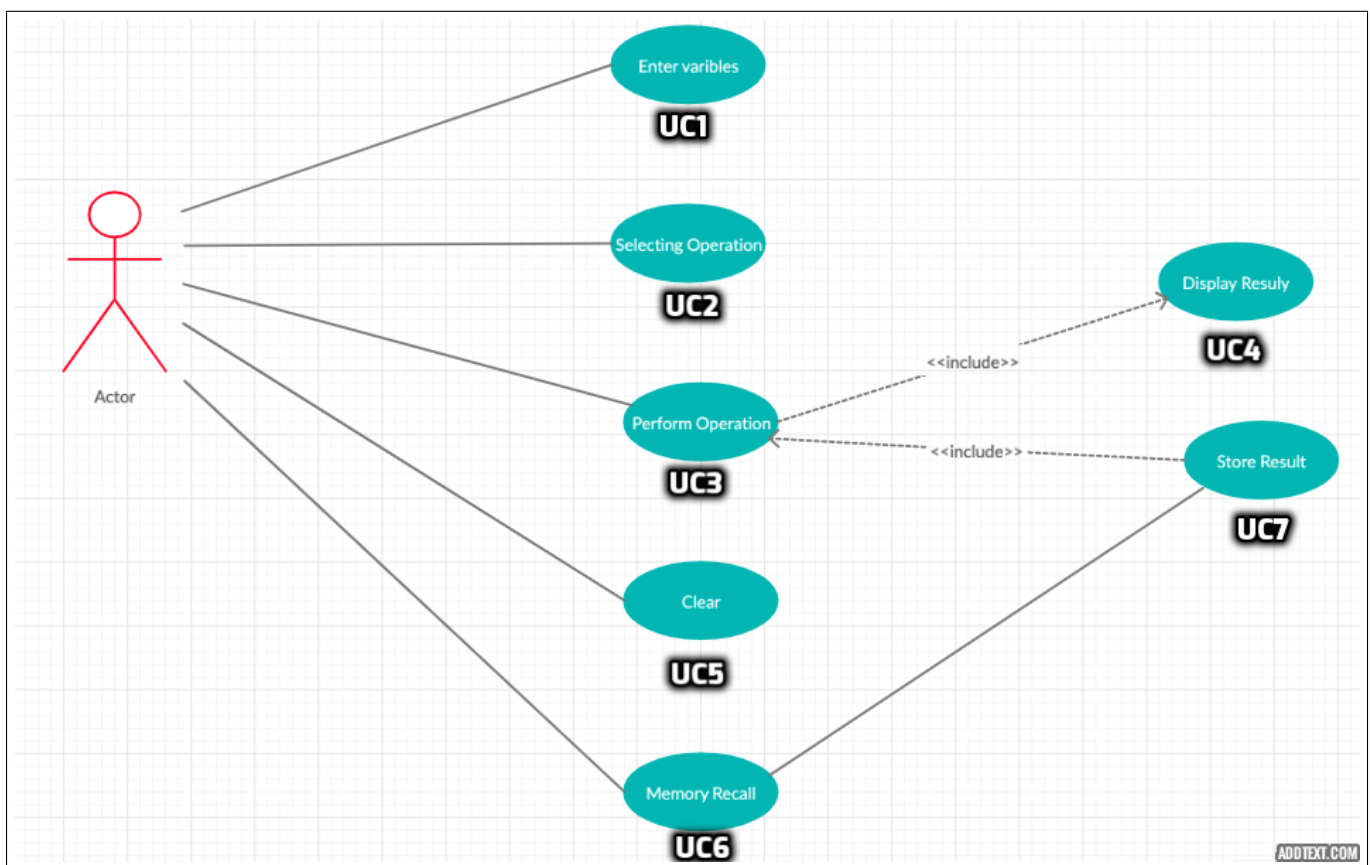 Enter varibles
UC1
Selecting Operation
UC2
Display Resuly
UC4
<<include>>
Actor
Perform Operation
UC3
<<include>>
Store Result
UC7
Clear
UC5
Memory Recall
UC6
ADDTEXT.COM